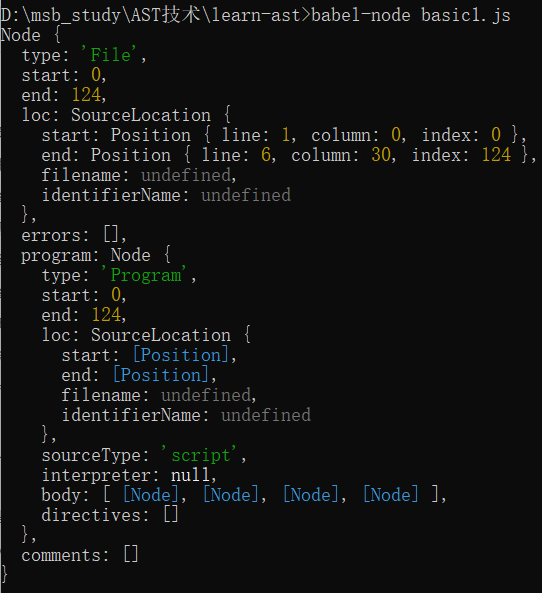 D:\msb_study\AST技术\learn-ast>babel-node basic1.js
Node {
  type: 'File',
  start: 0,
  end: 124,
  loc: SourceLocation {
    start: Position { line: 1, column: 0, index: 0 },
    end: Position { line: 6, column: 30, index: 124 },
    filename: undefined,
    identifierName: undefined
  },
  errors: [],
  program: Node {
    type: 'Program',
    start: 0,
    end: 124,
    loc: SourceLocation {
      start: [Position],
      end: [Position],
      filename: undefined,
      identifierName: undefined
    },
    sourceType: 'script',
    interpreter: null,
    body: [ [Node], [Node], [Node], [Node] ],
    directives: []
  },
  comments: []
}